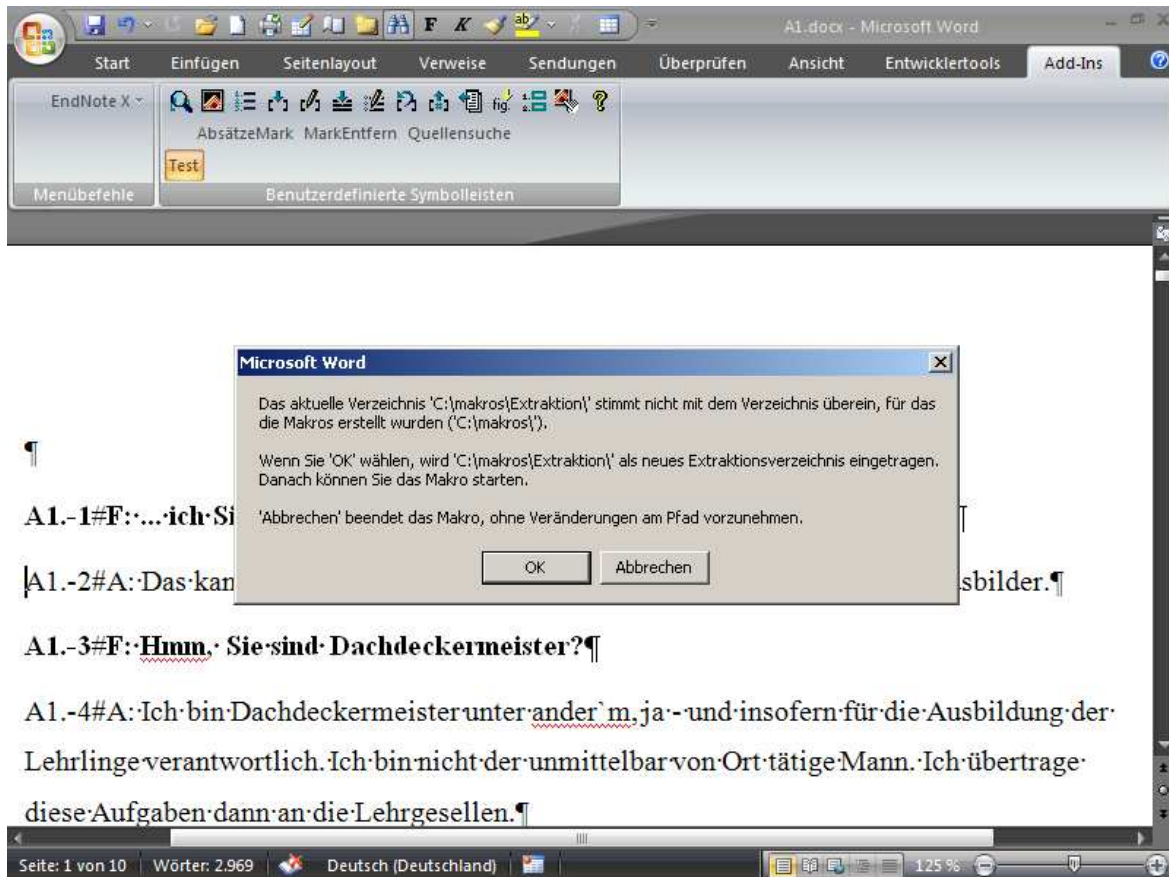 F K ab
A1.docx - Microsoft Word
Start Einfügen Seitenlayout Verweise Sendungen Überprüfen Ansicht Entwicklertools Add-Ins
EndNote X
fig
AbsätzeMark MarkEntfern Quellensuche
Test
Menübefehle Benutzerdefinierte Symbolleisten
Microsoft Word
Das aktuelle Verzeichnis 'C:\makros\Extraktion\' stimmt nicht mit dem Verzeichnis überein, für das
die Makros erstellt wurden ('C:\makros\').
Wenn Sie 'OK' wählen, wird 'C:\makros\Extraktion\' als neues Extraktionsverzeichnis eingetragen.
Danach können Sie das Makro starten.
'Abbrechen' beendet das Makro, ohne Veränderungen am Pfad vorzunehmen.
OK Abbrechen
¶
A1.-1#F:·...·ich·Si ¶
A1.-2#A:·Das·kan sbilder.¶
A1.-3#F:·Hmm,·Sie·sind·Dachdeckermeister?¶
A1.-4#A:·Ich·bin·Dachdeckermeister·unter·ander`m,·ja·-·und·insofern·für·die·Ausbildung·der·
Lehrlinge·verantwortlich.·Ich·bin·nicht·der·unmittelbar·von·Ort·tätige·Mann.·Ich·übertrage·
diese·Aufgaben·dann·an·die·Lehrgesellen.¶
Seite: 1 von 10 Wörter: 2.969 Deutsch (Deutschland) 125 %